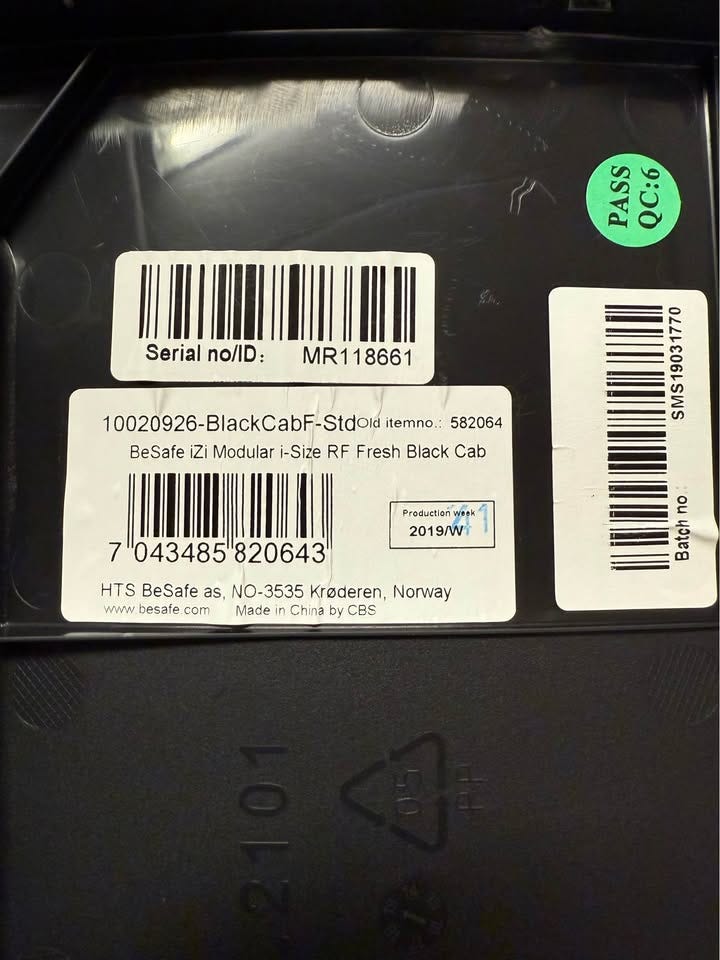 PASS
QC:6
Serial no/ID: MR118661
10020926-BlackCabF-Std Old itemno.: 582064
BeSafe iZi Modular i-Size RF Fresh Black Cab
Production week
2019/W 41
7 043485 820643
HTS BeSafe as, NO-3535 Krøderen, Norway
www.besafe.com Made in China by CBS
Batch no.: SMS19031770
2101
05
PP